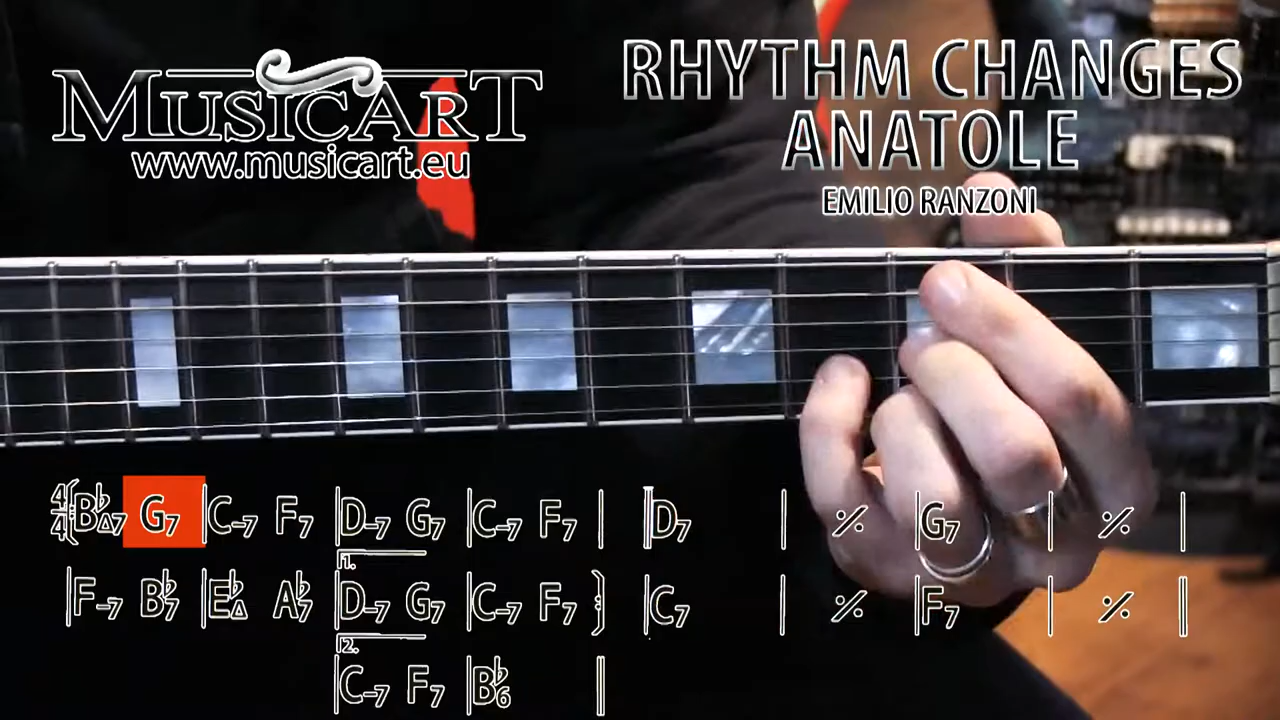 MUSICART
www.musicart.eu
RHYTHM CHANGES
ANATOLE
EMILIO RANZONI
4/4 B♭△7 G7 | C-7 F7 | D-7 G7 | C-7 F7 | D7 | 𝄎 | G7 | 𝄎 |
| F-7 B♭7 | E♭△ A♭7 | 1. D-7 G7 | C-7 F7 | C7 | 𝄎 | F7 | 𝄎 ||
2. | C-7 F7 | B♭6 ||